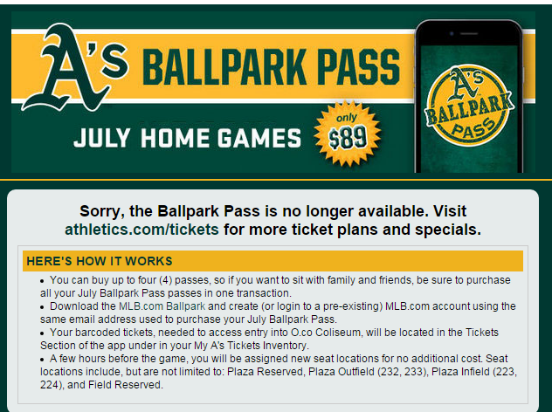 A's BALLPARK PASS
JULY HOME GAMES
only
$89
A's
BALLPARK
PASS
Sorry, the Ballpark Pass is no longer available. Visit
athletics.com/tickets for more ticket plans and specials.
HERE'S HOW IT WORKS
• You can buy up to four (4) passes, so if you want to sit with family and friends, be sure to purchase
all your July Ballpark Pass passes in one transaction.
• Download the MLB.com Ballpark and create (or login to a pre-existing) MLB.com account using the
same email address used to purchase your July Ballpark Pass.
• Your barcoded tickets, needed to access entry into O.co Coliseum, will be located in the Tickets
Section of the app under in your My A's Tickets Inventory.
• A few hours before the game, you will be assigned new seat locations for no additional cost. Seat
locations include, but are not limited to: Plaza Reserved, Plaza Outfield (232, 233), Plaza Infield (223,
224), and Field Reserved.